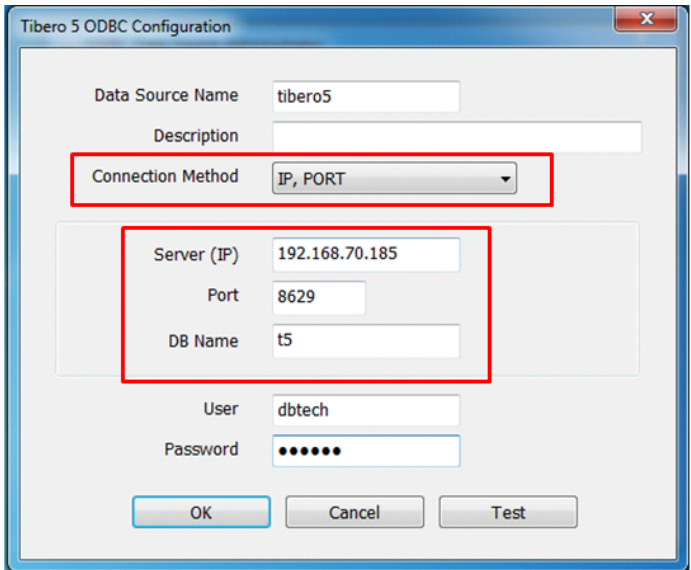 Tibero 5 ODBC Configuration
Data Source Name tibero5
Description
Connection Method IP, PORT
Server (IP) 192.168.70.185
Port 8629
DB Name t5
User dbtech
Password ●●●●●●
OK Cancel Test